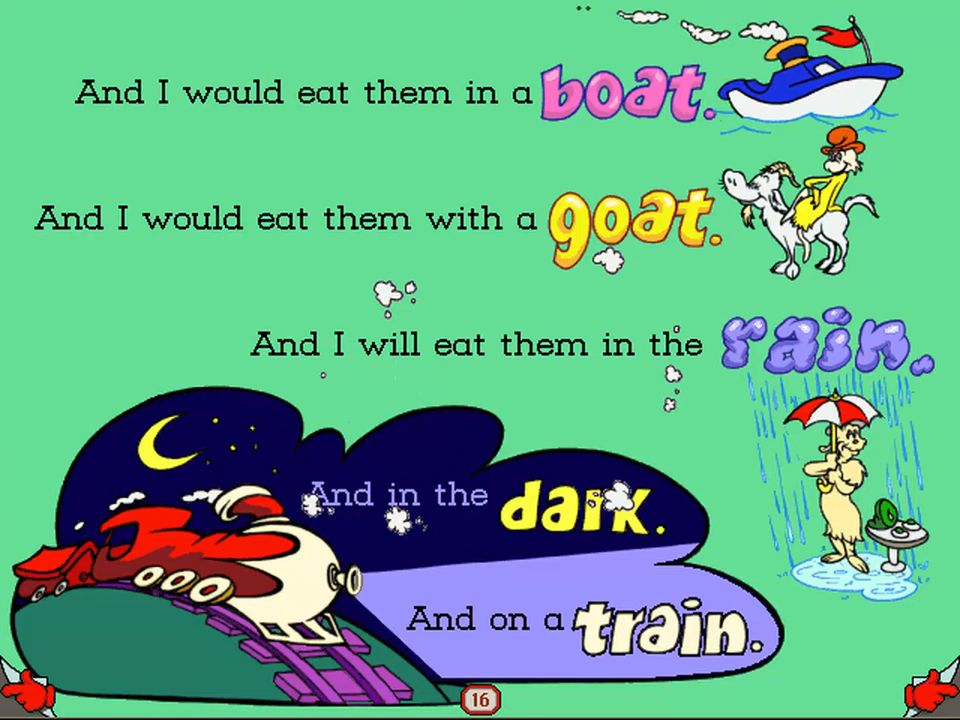 And I would eat them in a boat.
And I would eat them with a goat.
And I will eat them in the rain.
And in the dark.
And on a train.
16